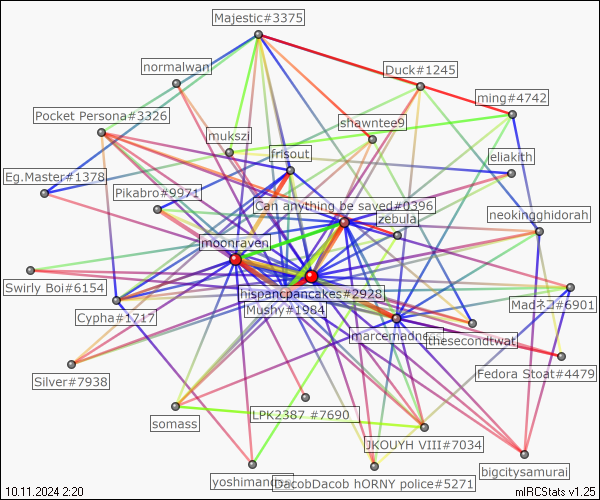 Majestic#3375
normalwan
Duck#1245
ming#4742
Pocket Persona#3326
shawntee9
mukszi
frisout
eliakith
Eg.Master#1378
Pikabro#9971
Can anything be saved#0396
neokingghidorah
zebula
moonraven
Swirly Boi#6154
hispancpancakes#2928
Madネコ#6901
Cypha#1717
Mushy#1984
marcemadness
thesecondtwat
Fedora Stoat#4479
Silver#7938
LPK2387 #7690
somass
JKOUYH VIII#7034
bigcitysamurai
DacobDacob hORNY police#5271
10.11.2024 2:20
mIRCStats v1.25